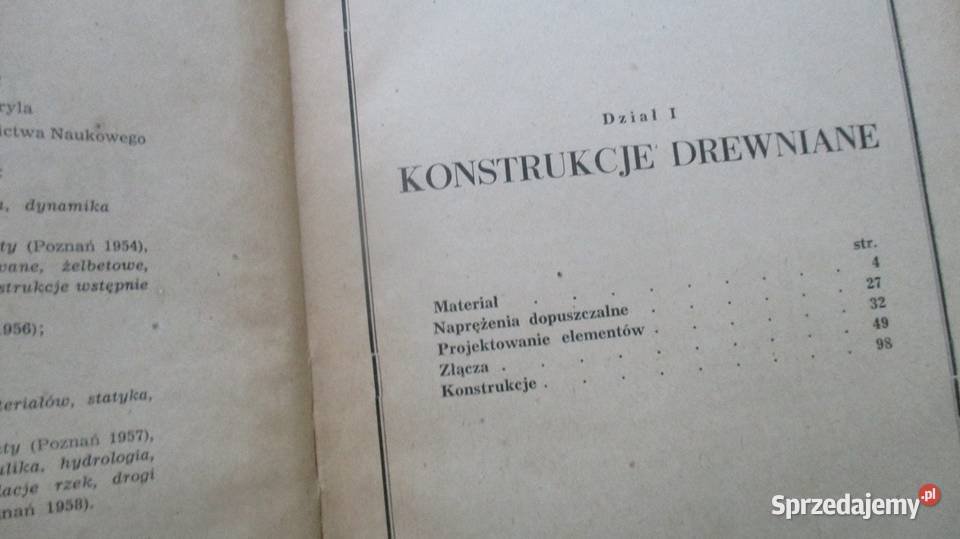 ryla
ictwa Naukowego
dynamika
ty (Poznań 1954),
wane, żelbetowe,
strukcje wstępnie
1956);
teriałów, statyka,
ty (Poznań 1957),
ulika, hydrologia,
lacje rzek, drogi
nań 1958).
Dział I
KONSTRUKCJE DREWNIANE
str.
Materiał . . . . . . . . . 4
Naprężenia dopuszczalne . . . . . . 27
Projektowanie elementów . . . . . . 32
Złącza . . . . . . . . . . 49
Konstrukcje . . . . . . . . . 98
Sprzedajemy.pl